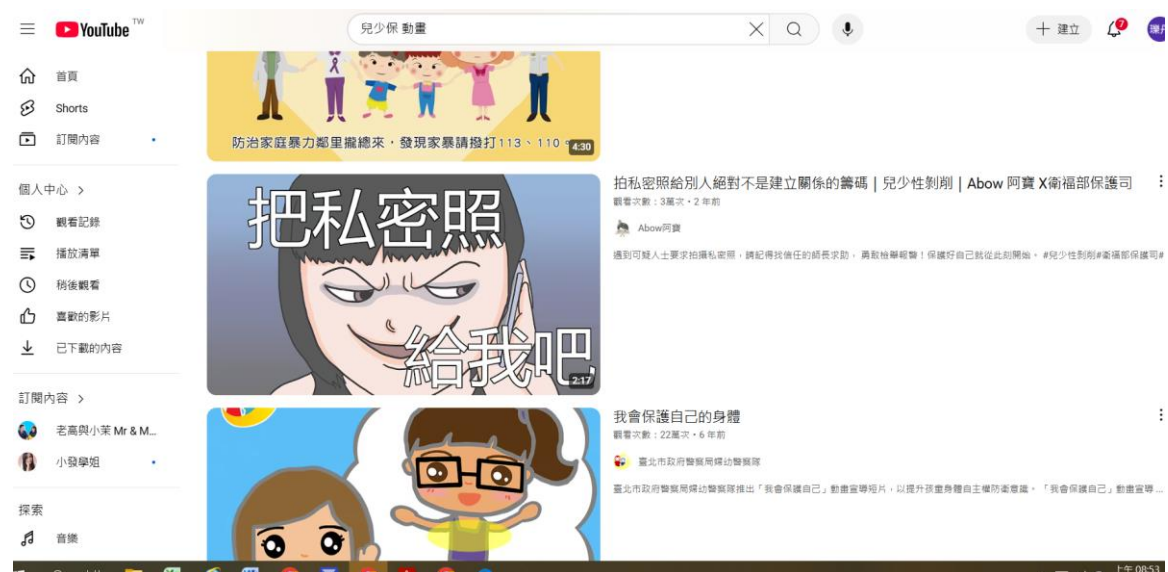 YouTube TW
兒少保 動畫
建立
9
首頁
Shorts
訂閱內容
個人中心
觀看記錄
播放清單
稍後觀看
喜歡的影片
已下載的內容
訂閱內容
老高與小茉 Mr & M...
小發學姐
探索
音樂
防治家庭暴力鄰里攏總來，發現家暴請撥打113、110。
4:30
把私密照
給我吧
2:17
拍私密照給別人絕對不是建立關係的籌碼 | 兒少性剝削 | Abow 阿寶 X衛福部保護司
觀看次數：3萬次・2 年前
Abow阿寶
遇到可疑人士要求拍攝私密照，請記得找信任的師長求助，勇敢檢舉報警！保護好自己就從此刻開始。 #兒少性剝削#衛福部保護司#
我會保護自己的身體
觀看次數：22萬次・6 年前
臺北市政府警察局婦幼警察隊
臺北市政府警察局婦幼警察隊推出「我會保護自己」動畫宣導短片，以提升孩童身體自主權防衛意識。「我會保護自己」動畫宣導 ...
上午 08:53